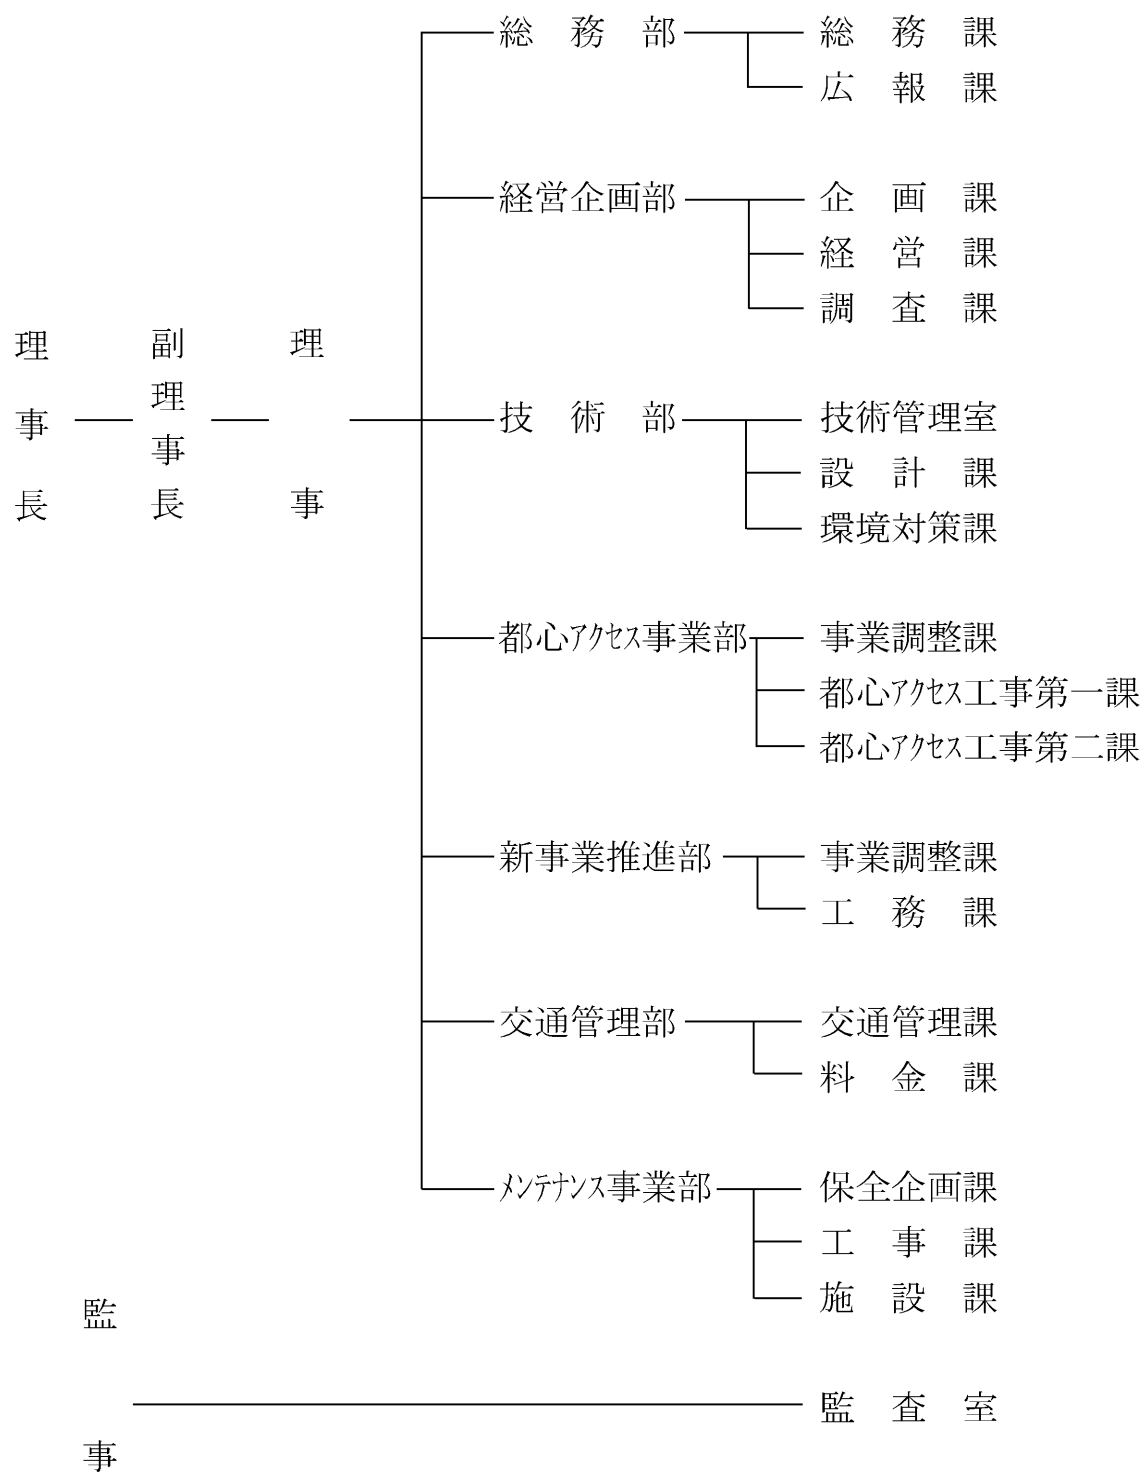 理事長
副理事長
理事
総務部
総務課
広報課
経営企画部
企画課
経営課
調査課
技術部
技術管理室
設計課
環境対策課
都心ｱｸｾｽ事業部
事業調整課
都心ｱｸｾｽ工事第一課
都心ｱｸｾｽ工事第二課
新事業推進部
事業調整課
工務課
交通管理部
交通管理課
料金課
ﾒﾝﾃﾅﾝｽ事業部
保全企画課
工事課
施設課
監事
監査室